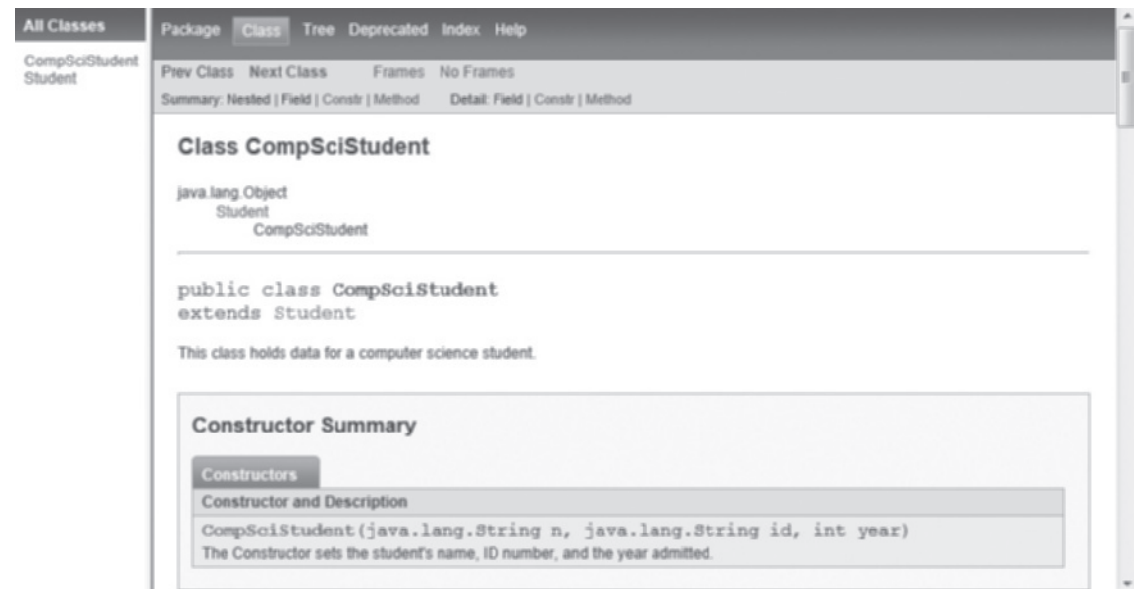 All Classes
CompSciStudent
Student
Package Class Tree Deprecated Index Help
Prev Class Next Class Frames No Frames
Summary: Nested | Field | Constr | Method Detail: Field | Constr | Method
Class CompSciStudent
java.lang.Object
Student
CompSciStudent
public class CompSciStudent
extends Student
This class holds data for a computer science student.
Constructor Summary
Constructors
Constructor and Description
CompSciStudent(java.lang.String n, java.lang.String id, int year)
The Constructor sets the student's name, ID number, and the year admitted.